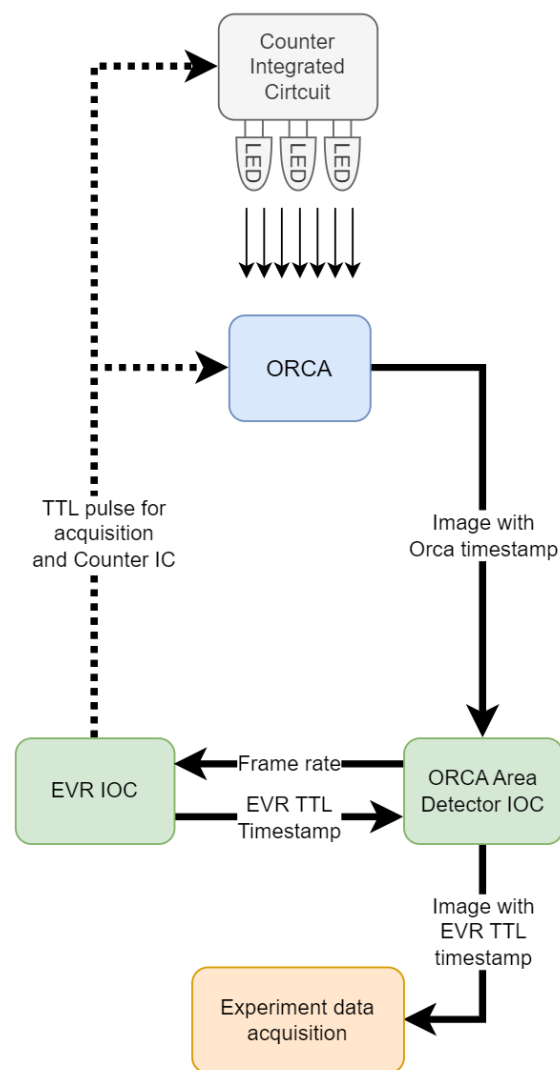 Counter
Integrated
Cirtcuit
LED
LED
LED
ORCA
TTL pulse for
acquisition
and Counter IC
Image with
Orca timestamp
EVR IOC
Frame rate
EVR TTL
Timestamp
ORCA Area
Detector IOC
Image with
EVR TTL
timestamp
Experiment data
acquisition